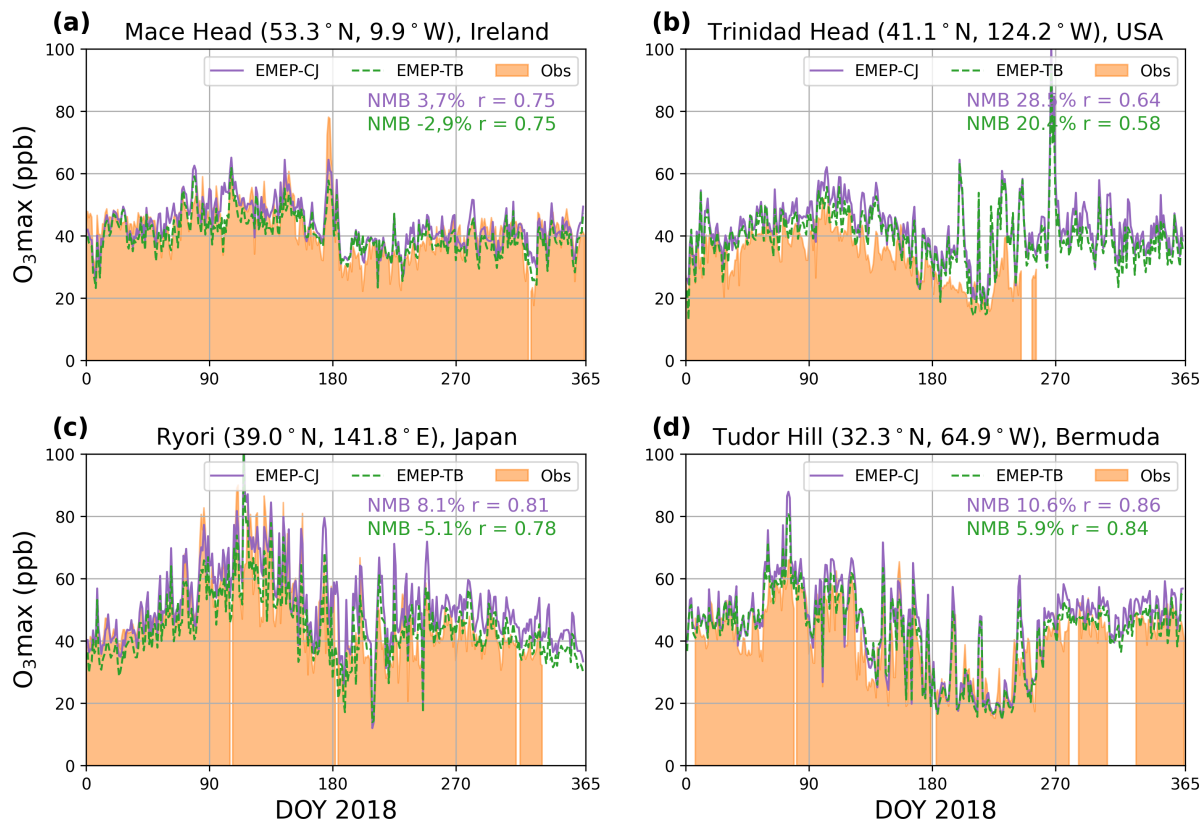 (a)
Mace Head (53.3°N, 9.9°W), Ireland
EMEP-CJ EMEP-TB Obs
NMB 3,7% r = 0.75
NMB -2,9% r = 0.75
O₃max (ppb)
100
80
60
40
20
0
0 90 180 270 365
(b)
Trinidad Head (41.1°N, 124.2°W), USA
EMEP-CJ EMEP-TB Obs
NMB 28.5% r = 0.64
NMB 20.4% r = 0.58
100
80
60
40
20
0
0 90 180 270 365
(c)
Ryori (39.0°N, 141.8°E), Japan
EMEP-CJ EMEP-TB Obs
NMB 8.1% r = 0.81
NMB -5.1% r = 0.78
O₃max (ppb)
100
80
60
40
20
0
0 90 180 270 365
DOY 2018
(d)
Tudor Hill (32.3°N, 64.9°W), Bermuda
EMEP-CJ EMEP-TB Obs
NMB 10.6% r = 0.86
NMB 5.9% r = 0.84
100
80
60
40
20
0
0 90 180 270 365
DOY 2018